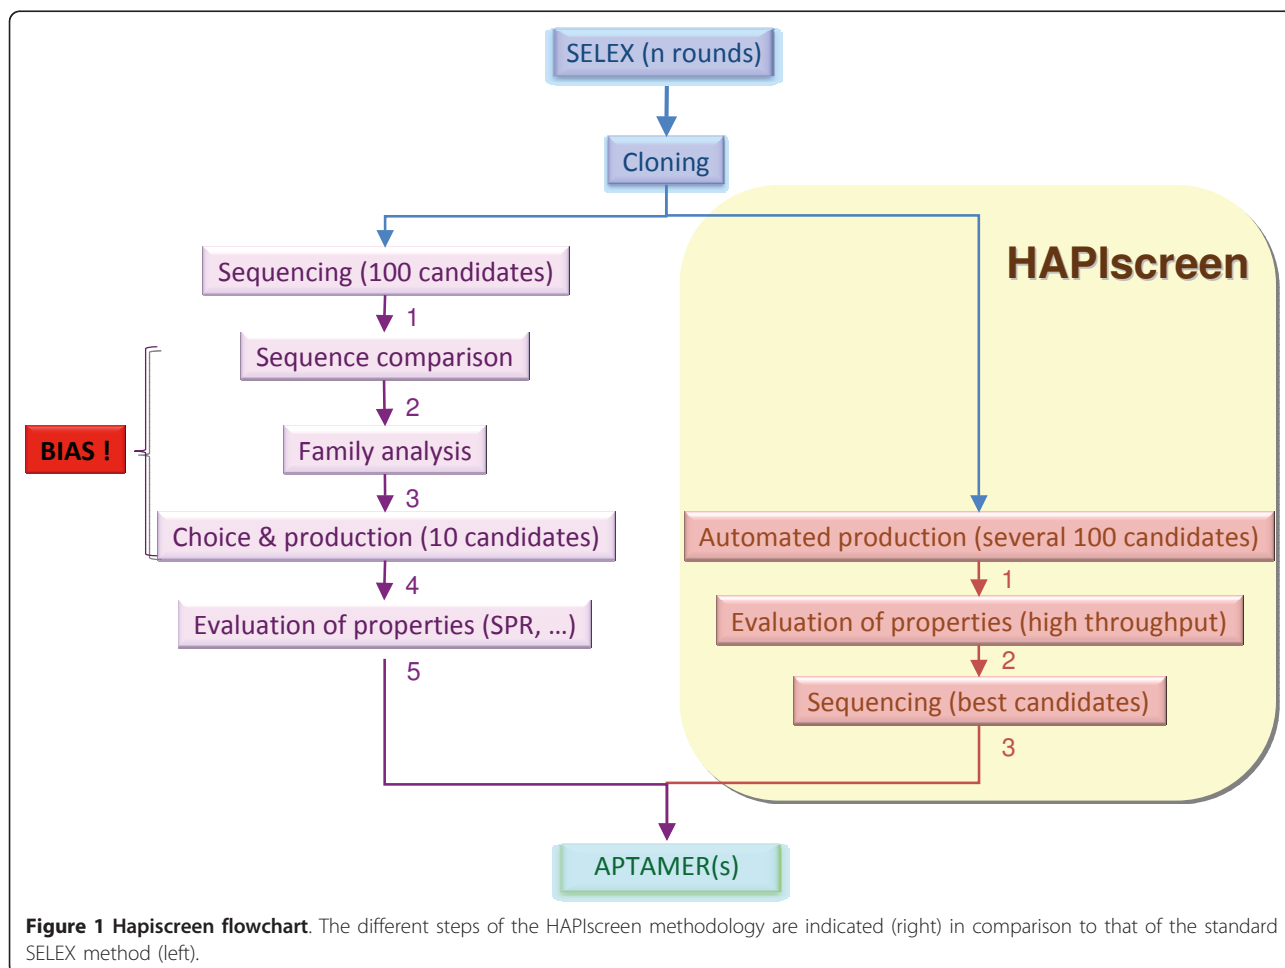 SELEX (n rounds)
Cloning
Sequencing (100 candidates)
1
Sequence comparison
2
BIAS !
Family analysis
3
Choice & production (10 candidates)
4
Evaluation of properties (SPR, ...)
5
HAPIscreen
Automated production (several 100 candidates)
1
Evaluation of properties (high throughput)
2
Sequencing (best candidates)
3
APTAMER(s)
Figure 1 Hapiscreen flowchart. The different steps of the HAPIscreen methodology are indicated (right) in comparison to that of the standard
SELEX method (left).